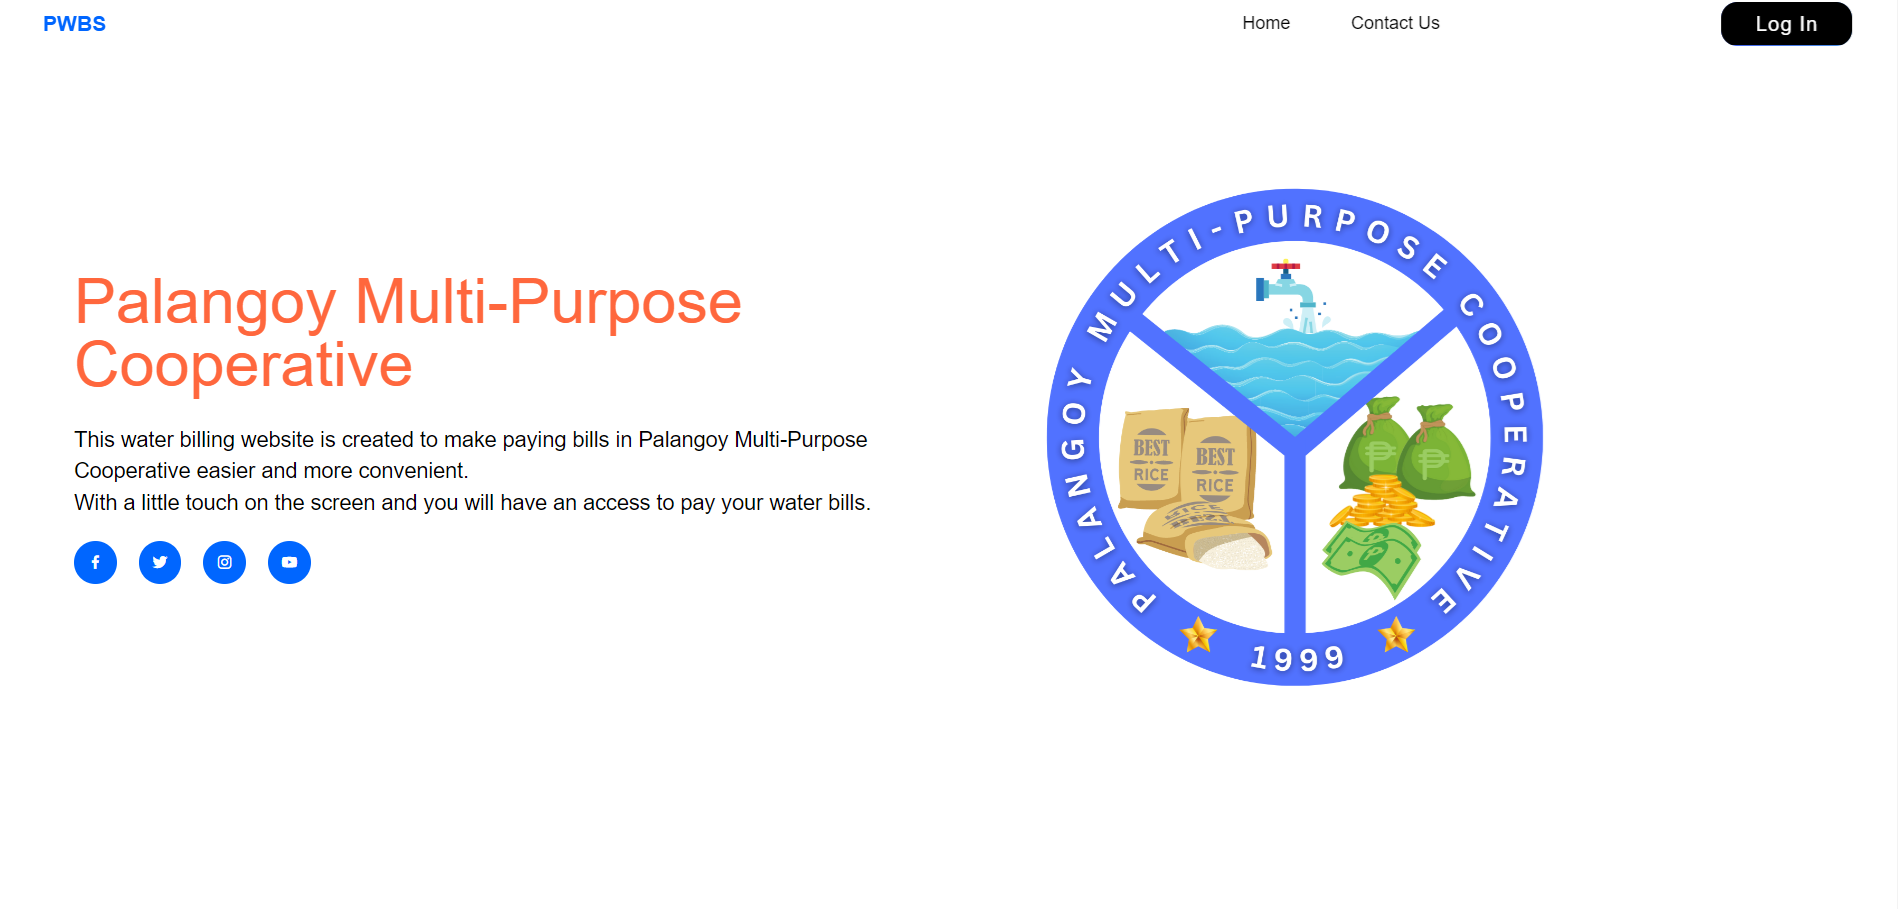 PWBS
Home
Contact Us
Log In
Palangoy Multi-Purpose
Cooperative
This water billing website is created to make paying bills in Palangoy Multi-Purpose
Cooperative easier and more convenient.
With a little touch on the screen and you will have an access to pay your water bills.
PALANGOY MULTI-PURPOSE COOPERATIVE
BEST
RICE
BEST
RICE
RICE
BEST
1999